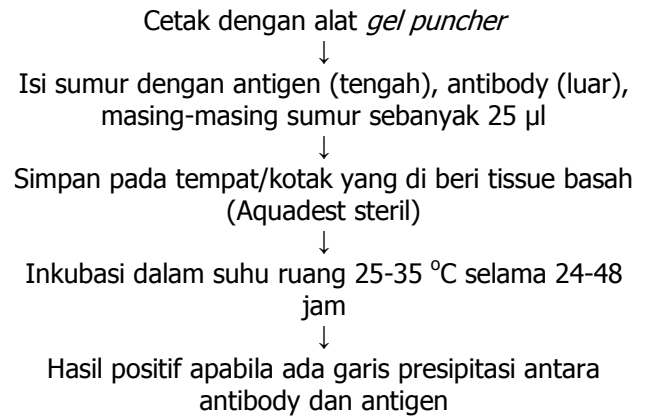 Cetak dengan alat gel puncher
↓
Isi sumur dengan antigen (tengah), antibody (luar),
masing-masing sumur sebanyak 25 µl
↓
Simpan pada tempat/kotak yang di beri tissue basah
(Aquadest steril)
↓
Inkubasi dalam suhu ruang 25-35 °C selama 24-48
jam
↓
Hasil positif apabila ada garis presipitasi antara
antibody dan antigen